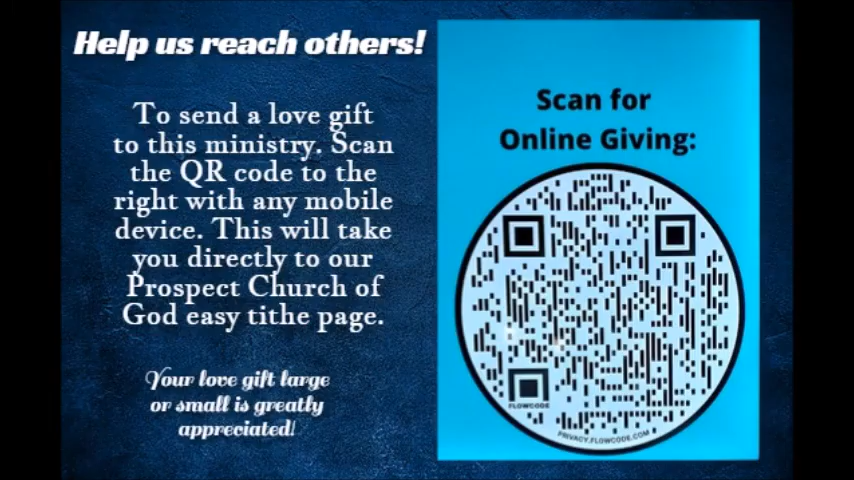 Help us reach others!
To send a love gift
to this ministry. Scan
the QR code to the
right with any mobile
device. This will take
you directly to our
Prospect Church of
God easy tithe page.
Your love gift large
or small is greatly
appreciated!
Scan for
Online Giving:
FLOWCODE
PRIVACY.FLOWCODE.COM